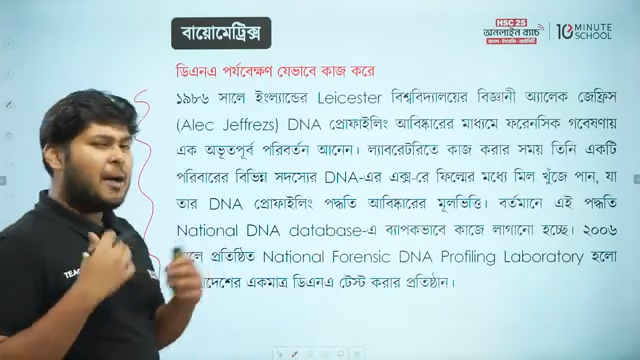 বায়োমেট্রিক্স
HSC 25
অনলাইন ব্যাচ
বাংলা · ইংরেজি · আইসিটি
10 MINUTE SCHOOL
ডিএনএ পর্যবেক্ষণ যেভাবে কাজ করে
১৯৮৬ সালে ইংল্যান্ডের Leicester বিশ্ববিদ্যালয়ের বিজ্ঞানী অ্যালেক জেফ্রিস
(Alec Jeffrezs) DNA প্রোফাইলিং আবিষ্কারের মাধ্যমে ফরেনসিক গবেষণায়
এক অভূতপূর্ব পরিবর্তন আনেন। ল্যাবরেটরিতে কাজ করার সময় তিনি একটি
পরিবারের বিভিন্ন সদস্যের DNA-এর এক্স-রে ফিল্মের মধ্যে মিল খুঁজে পান, যা
তার DNA প্রোফাইলিং পদ্ধতি আবিষ্কারের মূলভিত্তি। বর্তমানে এই পদ্ধতি
National DNA database-এ ব্যাপকভাবে কাজে লাগানো হচ্ছে। ২০০৬
লে প্রতিষ্ঠিত National Forensic DNA Profiling Laboratory হলো
দেশের একমাত্র ডিএনএ টেস্ট করার প্রতিষ্ঠান।